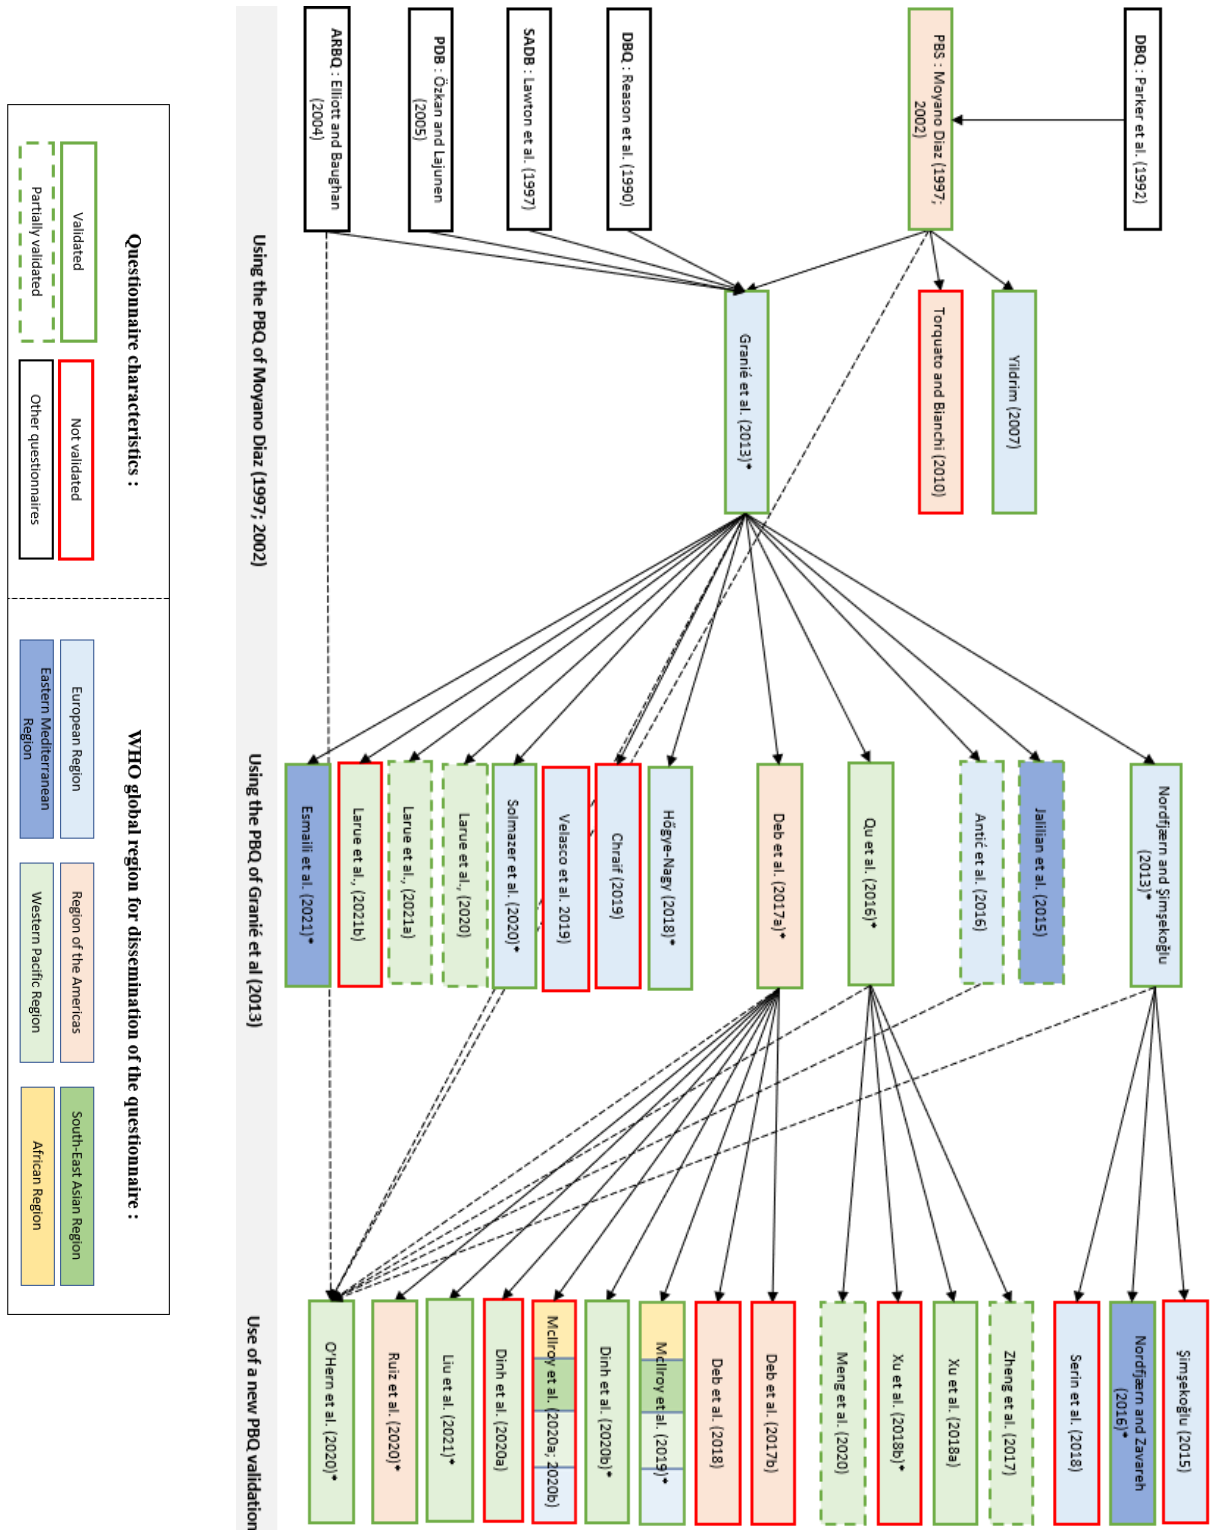 DBQ : Parker et al. (1992)
PBS : Moyano Diaz (1997;
2002)
DBQ : Reason et al. (1990)
SADB : Lawton et al. (1997)
PDB : Özkan and Lajunen
(2005)
ARBQ : Elliott and Baughan
(2004)
Using the PBQ of Moyano Diaz (1997; 2002)
Yildrim (2007)
Torquato and Bianchi (2010)
Granié et al. (2013)*
Nordfjærn and Şimşekoğlu
(2013)*
Jalilian et al. (2015)
Antić et al. (2016)
Qu et al. (2016)*
Deb et al. (2017a)*
Hőgye-Nagy (2018)*
Chraif (2019)
Velasco et al. 2019)
Solmazer et al. (2020)*
Larue et al., (2020)
Larue et al., (2021a)
Larue et al., (2021b)
Esmaili et al. (2021)*
Using the PBQ of Granié et al (2013)
Şimşekoğlu (2015)
Nordfjærn and Zavareh
(2016)*
Serin et al. (2018)
Zheng et al. (2017)
Xu et al. (2018a)
Xu et al. (2018b)*
Meng et al. (2020)
Deb et al. (2017b)
Deb et al. (2018)
McIlroy et al. (2019)*
Dinh et al. (2020b)*
McIlroy et al. (2020a; 2020b)
Dinh et al. (2020a)
Liu et al. (2021)*
Ruiz et al. (2020)*
O'Hern et al. (2020)*
Use of a new PBQ validation
Questionnaire characteristics :
Validated
Not validated
Partially validated
Other questionnaires
WHO global region for dissemination of the questionnaire :
European Region
Region of the Americas
South-East Asian Region
Eastern Mediterranean
Region
Western Pacific Region
African Region